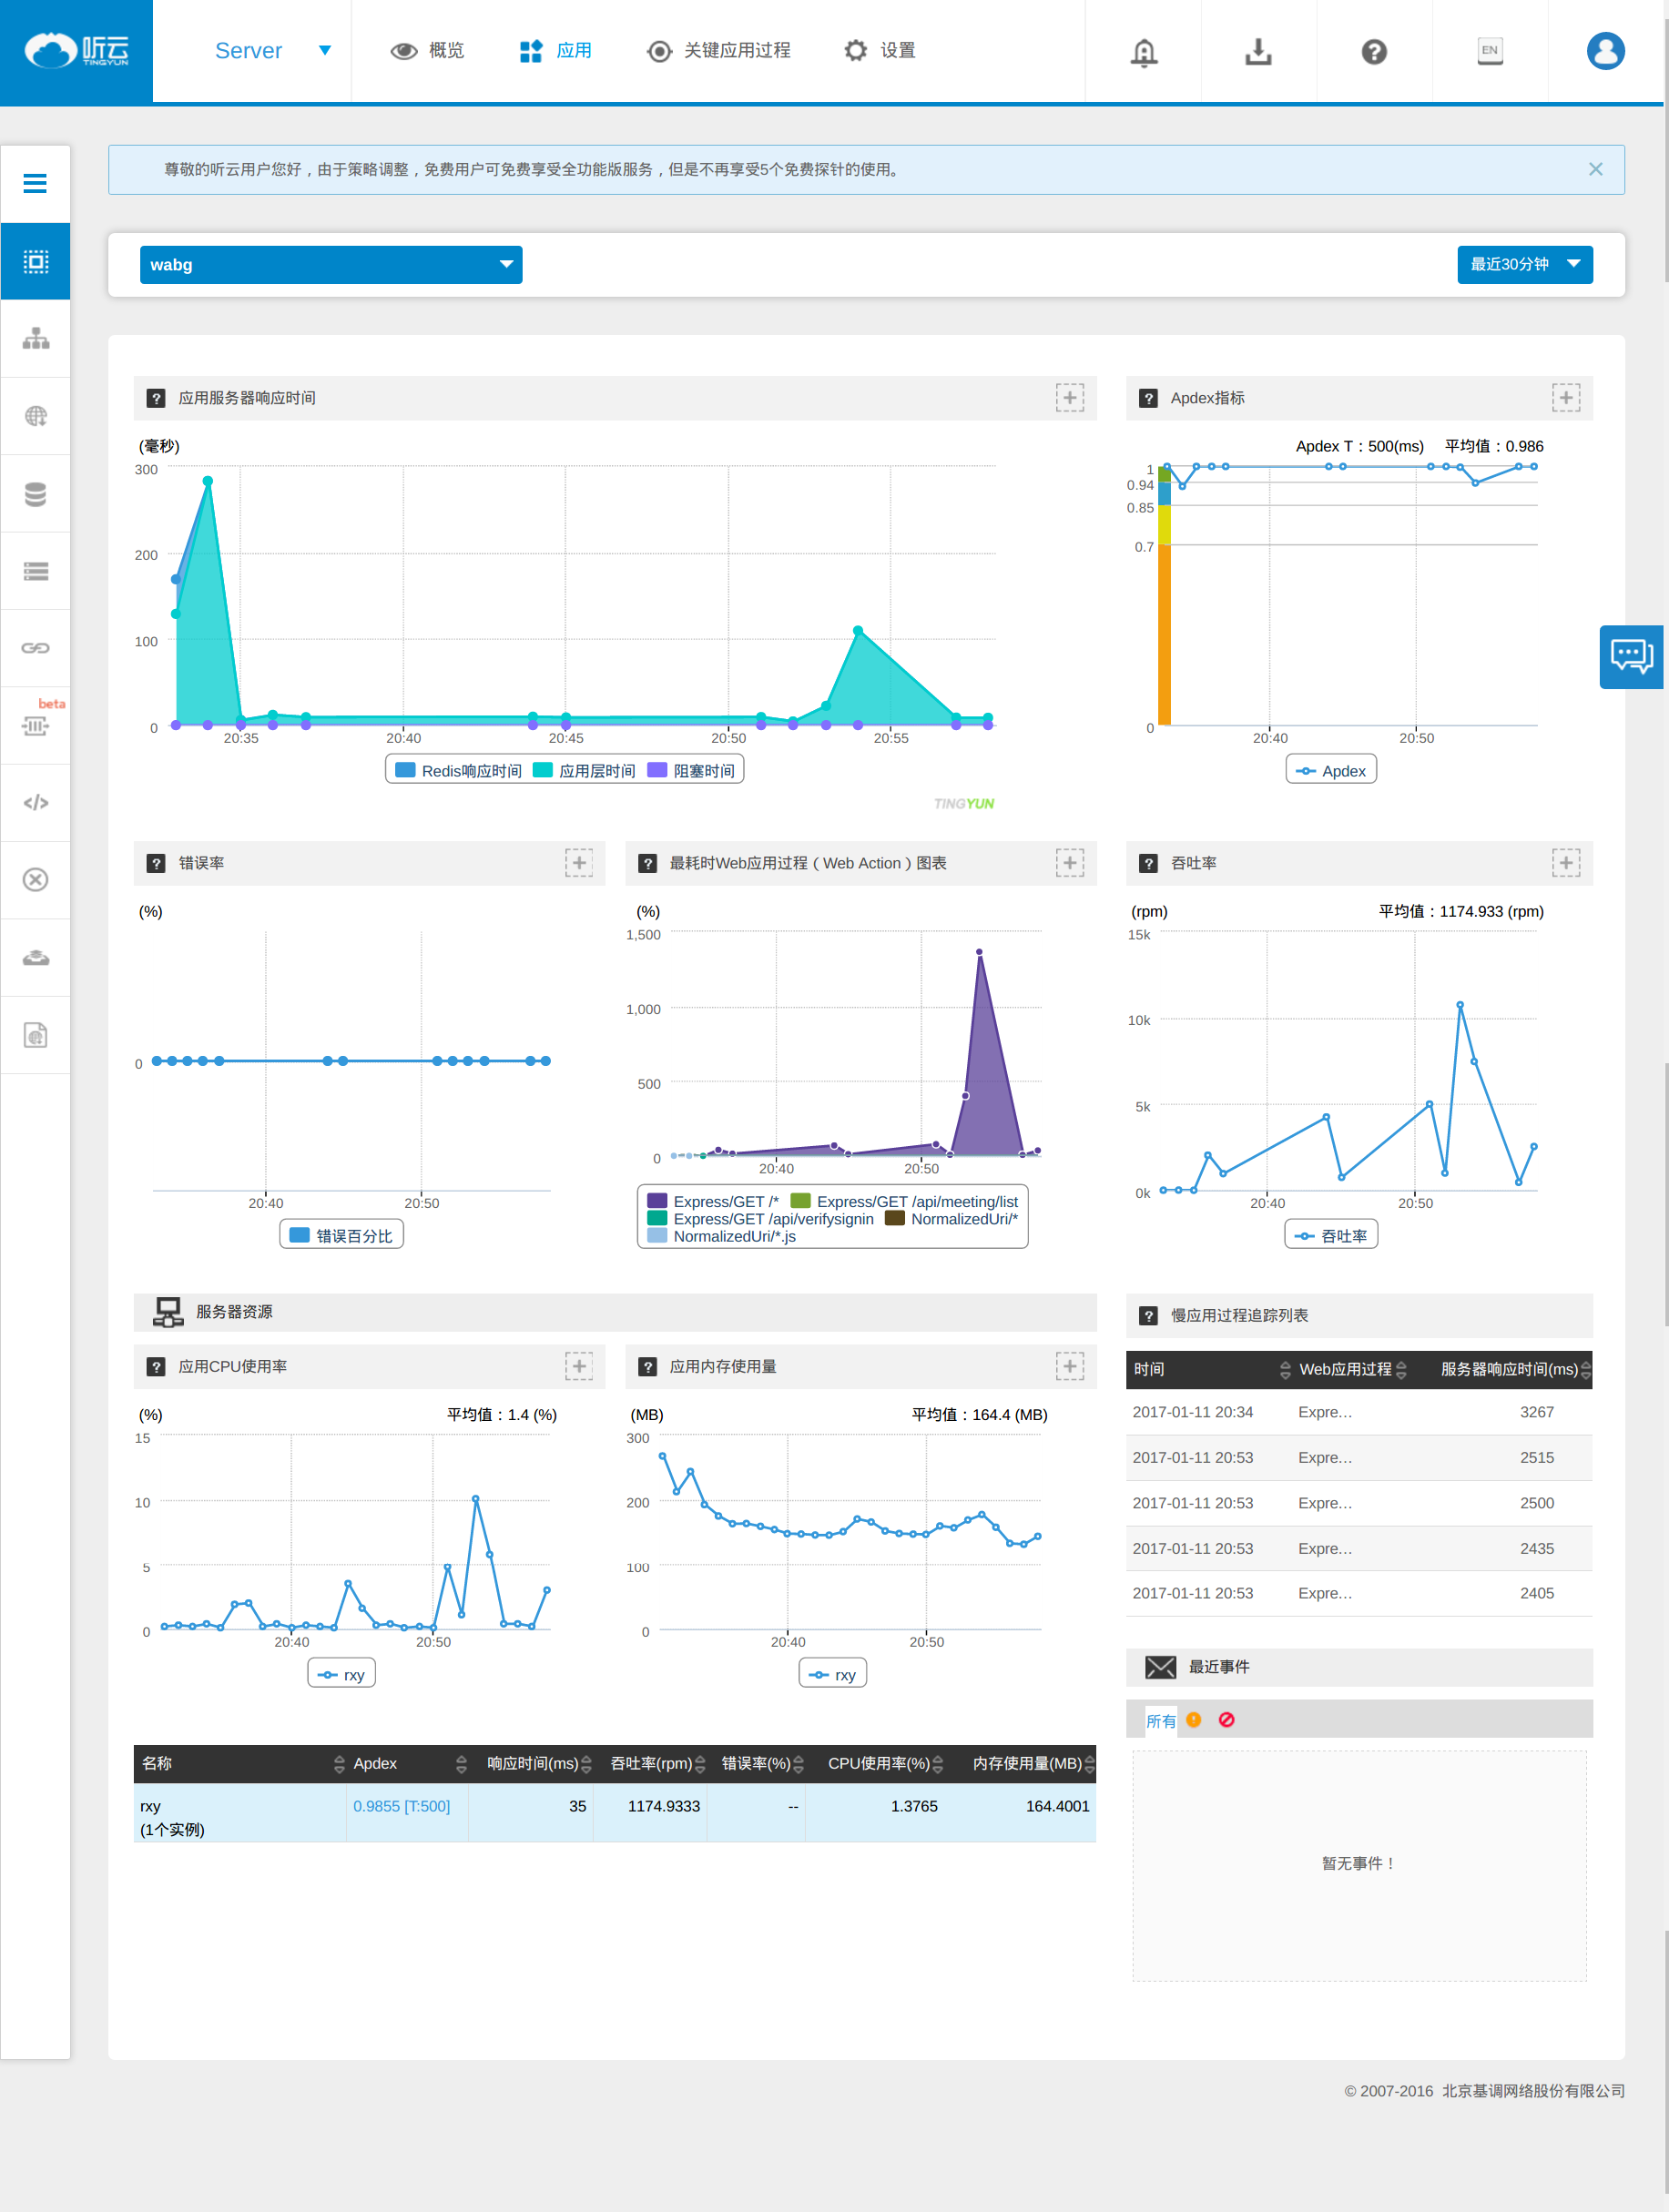 听云
TINGYUN
Server
概览
应用
关键应用过程
设置
EN
尊敬的听云用户您好，由于策略调整，免费用户可免费享受全功能版服务，但是不再享受5个免费探针的使用。
wabg
最近30分钟
beta
应用服务器响应时间
(毫秒)
300
200
100
0
20:35 20:40 20:45 20:50 20:55
Redis响应时间 应用层时间 阻塞时间
TINGYUN
Apdex指标
Apdex T：500(ms) 平均值：0.986
1
0.94
0.85
0.7
0
20:40 20:50
Apdex
错误率
(%)
0
20:40 20:50
错误百分比
最耗时Web应用过程（Web Action）图表
(%)
1,500
1,000
500
0
20:40 20:50
Express/GET /* Express/GET /api/meeting/list
Express/GET /api/verifysignin NormalizedUri/*
NormalizedUri/*.js
吞吐率
(rpm) 平均值：1174.933 (rpm)
15k
10k
5k
0k
20:40 20:50
吞吐率
服务器资源
应用CPU使用率
(%) 平均值：1.4 (%)
15
10
5
0
20:40 20:50
rxy
应用内存使用量
(MB) 平均值：164.4 (MB)
300
200
100
0
20:40 20:50
rxy
慢应用过程追踪列表
时间 Web应用过程 服务器响应时间(ms)
2017-01-11 20:34 Expre... 3267
2017-01-11 20:53 Expre... 2515
2017-01-11 20:53 Expre... 2500
2017-01-11 20:53 Expre... 2435
2017-01-11 20:53 Expre... 2405
最近事件
所有
暂无事件！
名称 Apdex 响应时间(ms) 吞吐率(rpm) 错误率(%) CPU使用率(%) 内存使用量(MB)
rxy 0.9855 [T:500] 35 1174.9333 -- 1.3765 164.4001
(1个实例)
© 2007-2016 北京基调网络股份有限公司